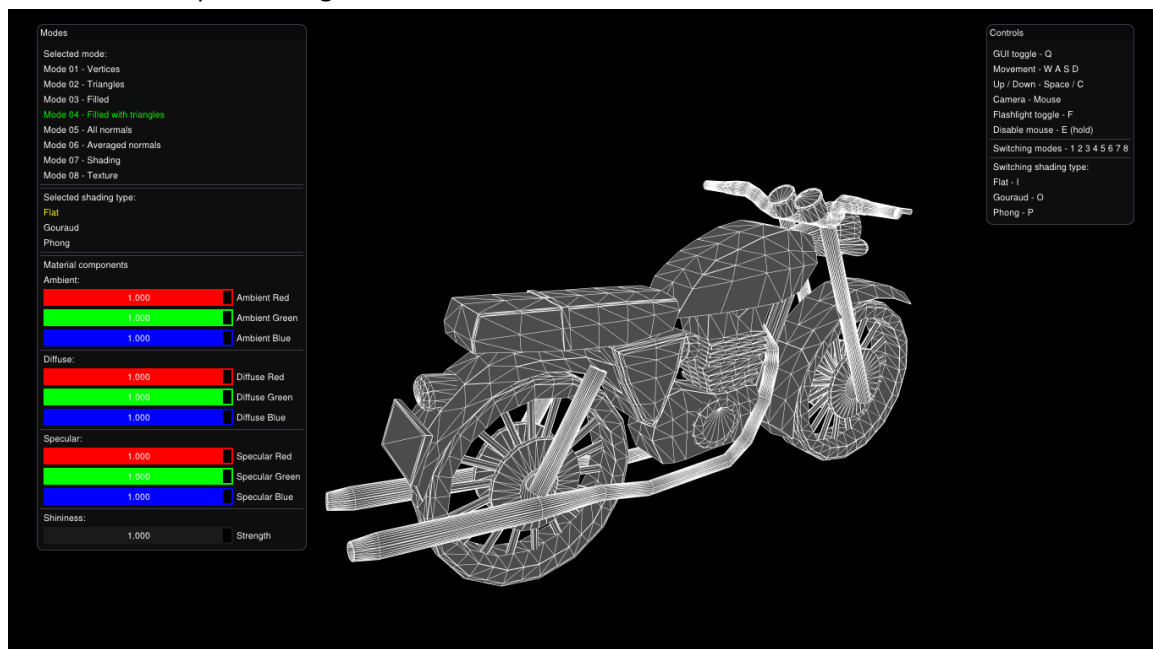 Modes
Selected mode:
Mode 01 - Vertices
Mode 02 - Triangles
Mode 03 - Filled
Mode 04 - Filled with triangles
Mode 05 - All normals
Mode 06 - Averaged normals
Mode 07 - Shading
Mode 08 - Texture
Selected shading type:
Flat
Gouraud
Phong
Material components
Ambient:
1.000 Ambient Red
1.000 Ambient Green
1.000 Ambient Blue
Diffuse:
1.000 Diffuse Red
1.000 Diffuse Green
1.000 Diffuse Blue
Specular:
1.000 Specular Red
1.000 Specular Green
1.000 Specular Blue
Shininess:
1.000 Strength
Controls
GUI toggle - Q
Movement - W A S D
Up / Down - Space / C
Camera - Mouse
Flashlight toggle - F
Disable mouse - E (hold)
Switching modes - 1 2 3 4 5 6 7 8
Switching shading type:
Flat - I
Gouraud - O
Phong - P